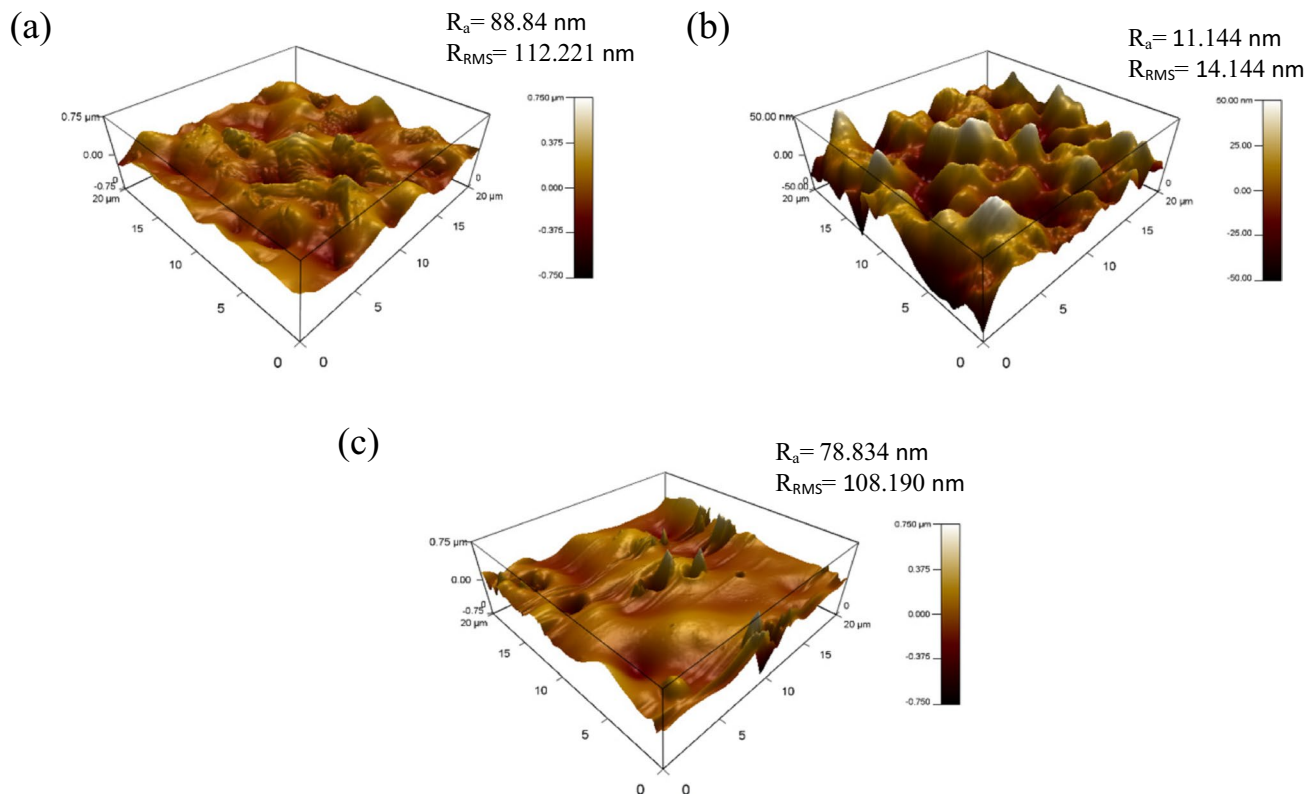 (a)
Ra= 88.84 nm
RRMS= 112.221 nm
0.75 µm
0.00
-0.75
0
20 µm
15
10
5
0
0
5
10
15
20 µm
0
0.750 µm
0.375
0.000
-0.375
-0.750
(b)
Ra= 11.144 nm
RRMS= 14.144 nm
50.00 nm
0.00
-50.00
0
20 µm
15
10
5
0
0
5
10
15
20 µm
0
50.00 nm
25.00
0.00
-25.00
-50.00
(c)
Ra= 78.834 nm
RRMS= 108.190 nm
0.75 µm
0.00
-0.75
0
20 µm
15
10
5
0
0
5
10
15
20 µm
0
0.750 µm
0.375
0.000
-0.375
-0.750